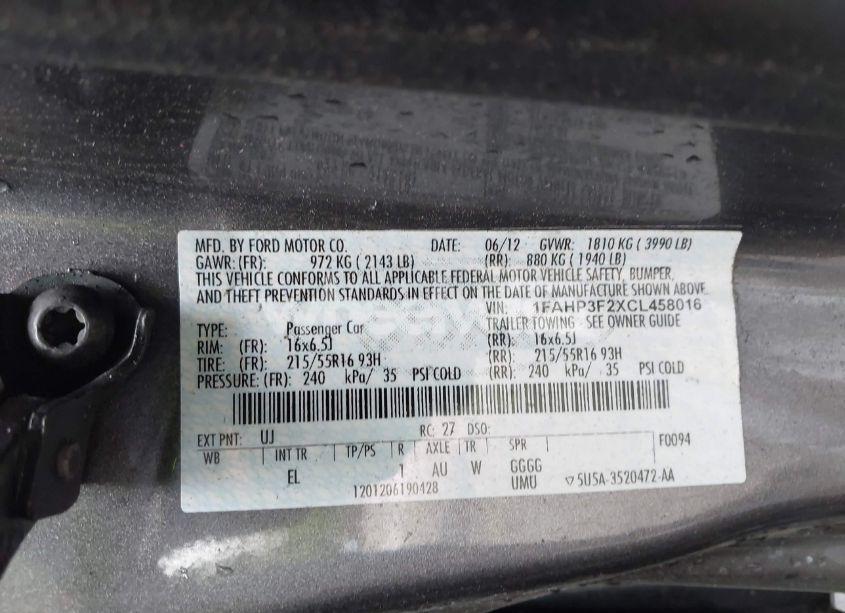 MFD. BY FORD MOTOR CO. DATE: 06/12 GVWR: 1810 KG ( 3990 LB)
GAWR: (FR): 972 KG ( 2143 LB) (RR): 880 KG ( 1940 LB)
THIS VEHICLE CONFORMS TO ALL APPLICABLE FEDERAL MOTOR VEHICLE SAFETY, BUMPER,
AND THEFT PREVENTION STANDARDS IN EFFECT ON THE DATE OF MANUFACTURE SHOWN ABOVE.
VIN: 1FAHP3F2XCL458016
TYPE: Passenger Car TRAILER TOWING - SEE OWNER GUIDE
RIM: (FR): 16x6.5J (RR): 16x6.5J
TIRE: (FR): 215/55R16 93H (RR): 215/55R16 93H
PRESSURE: (FR): 240 kPa/ 35 PSI COLD (RR): 240 kPa/ 35 PSI COLD
EXT PNT: UJ RC: 27 DSO: F0094
WB INT TR TP/PS R AXLE TR SPR
EL 1 AU W GGGG
1201206190428 UMU 5U5A-3520472-AA